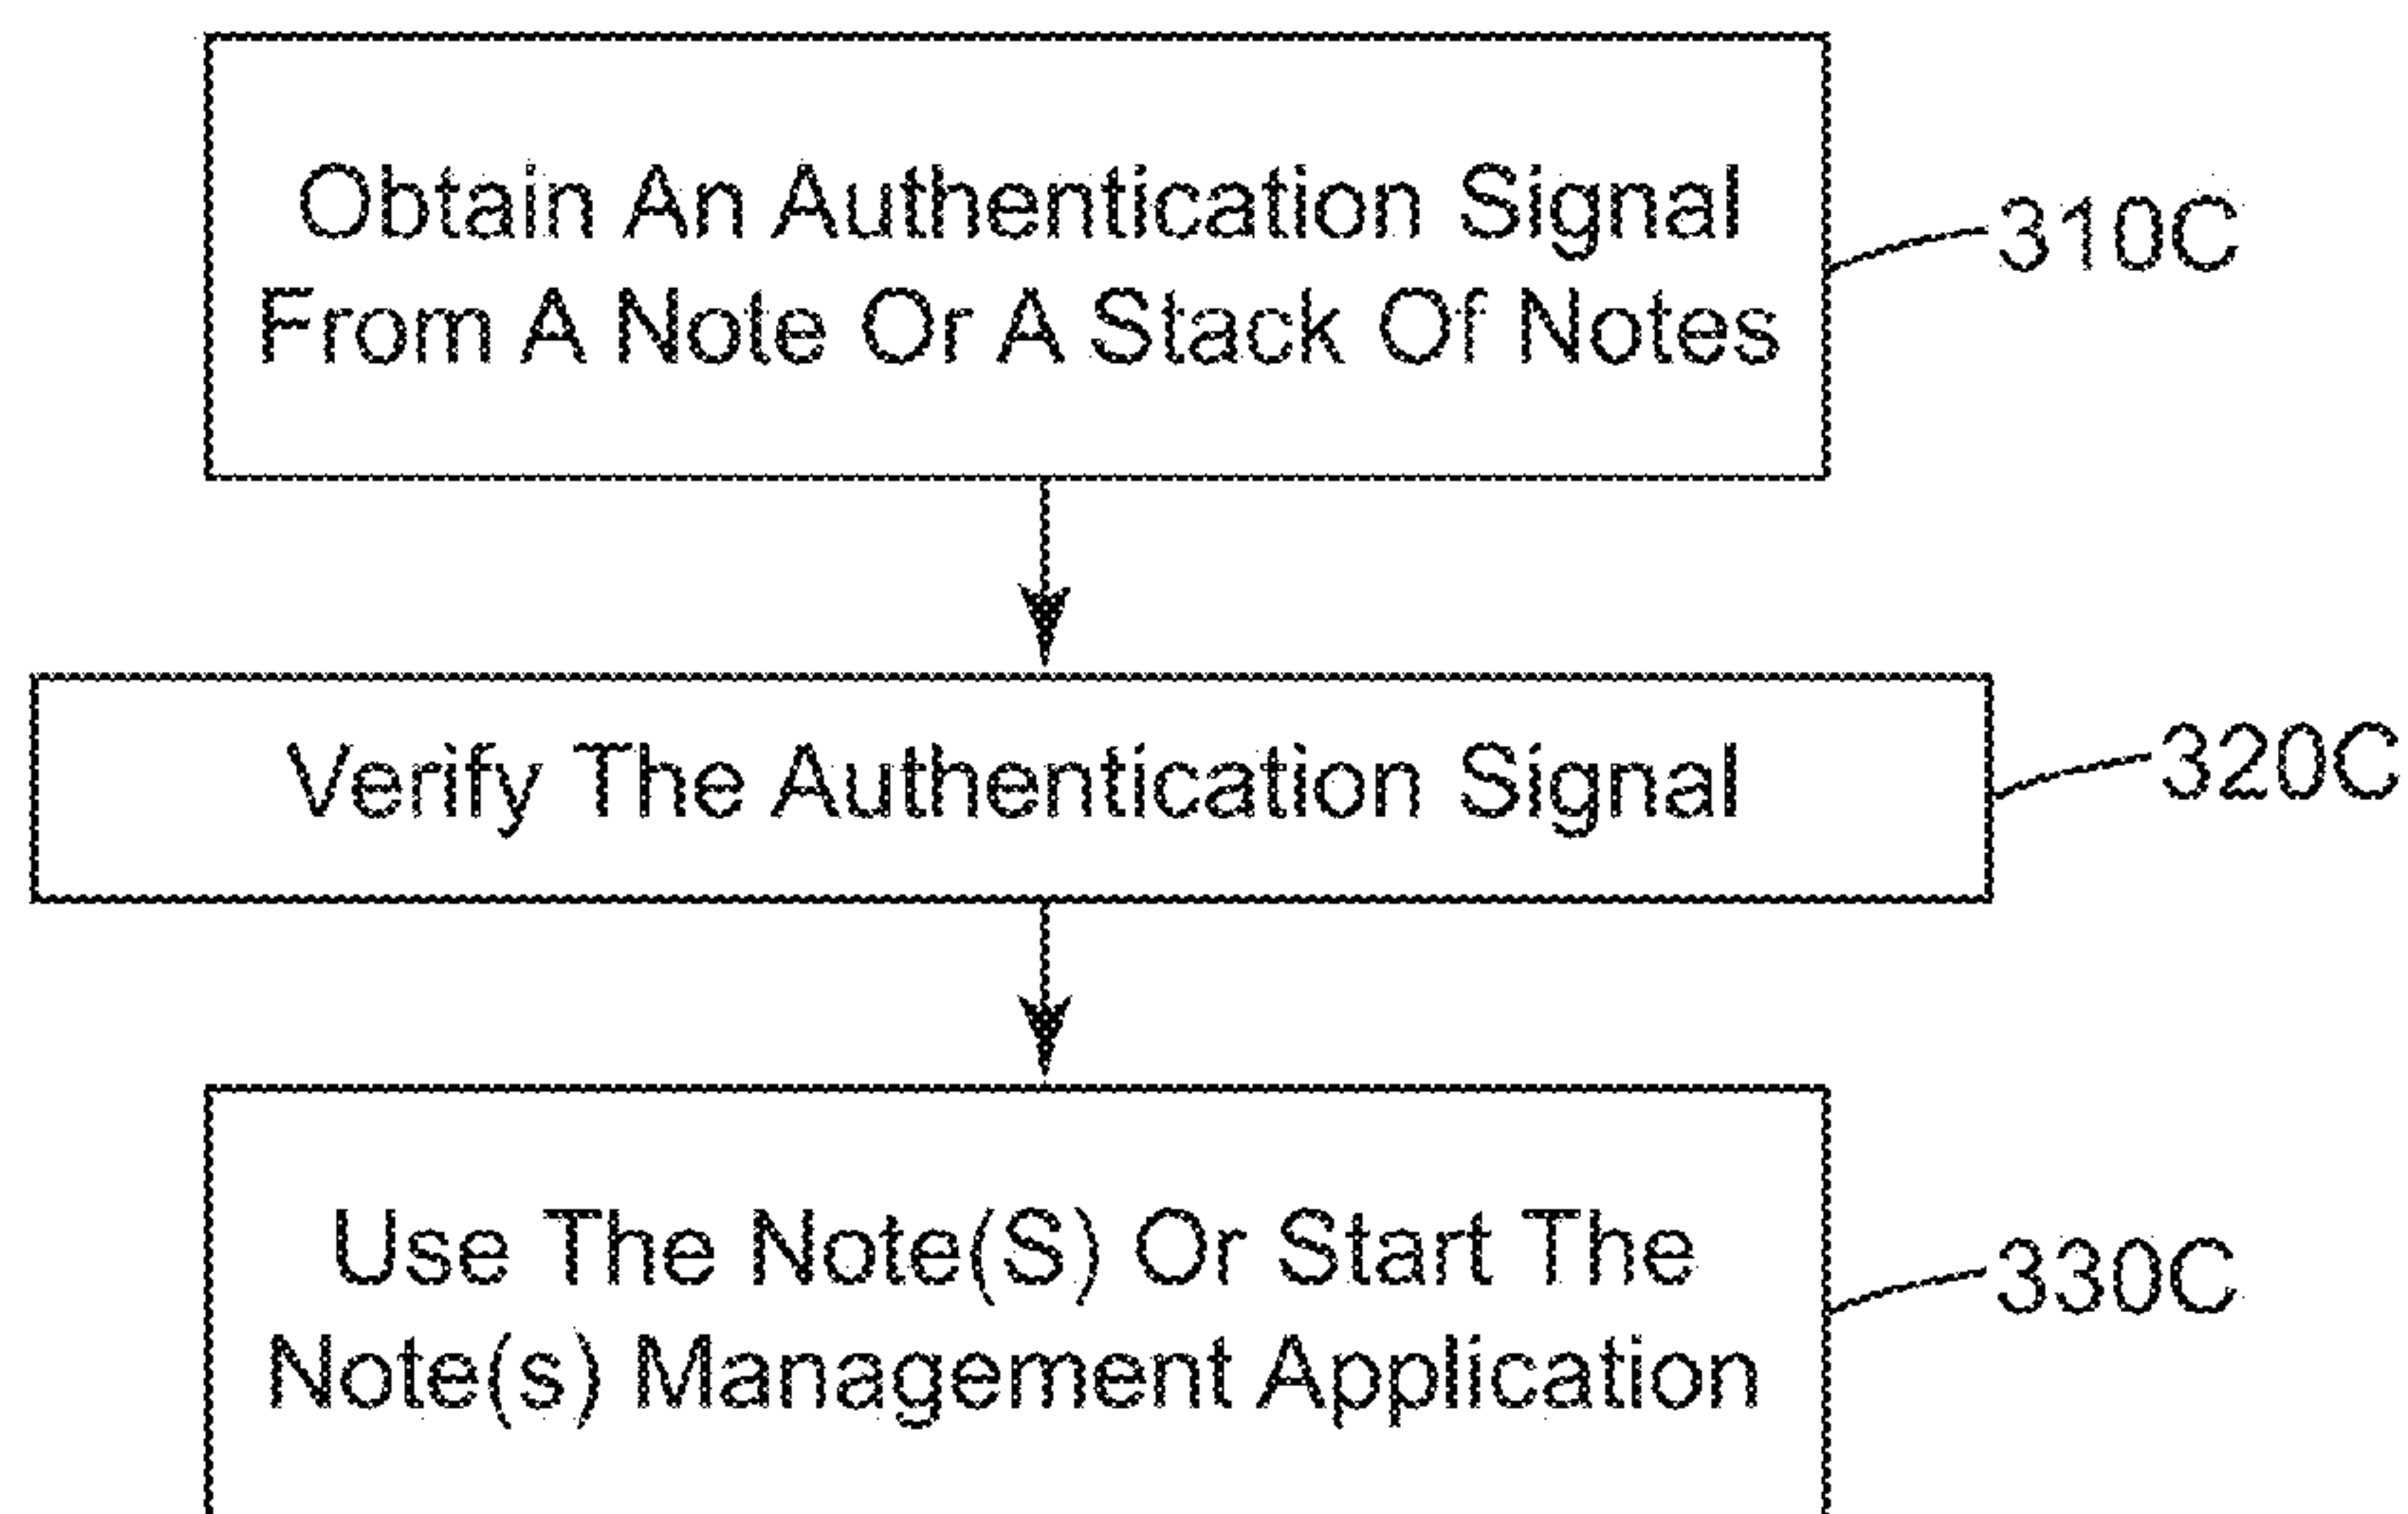 Obtain An Authentication Signal
From A Note Or A Stack Of Notes
310C
Verify The Authentication Signal
320C
Use The Note(S) Or Start The
Note(s) Management Application
330C